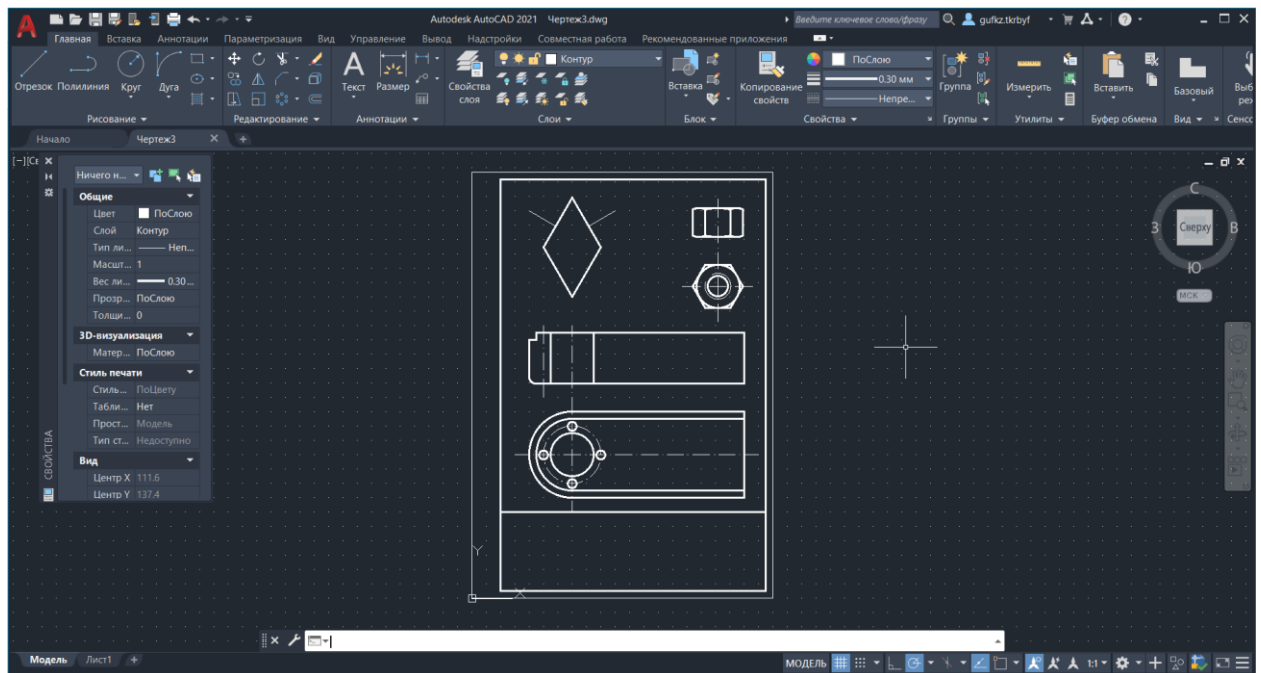 Autodesk AutoCAD 2021 Чертеж3.dwg
Введите ключевое слово/фразу
gufkz.tkrbyf
Главная Вставка Аннотации Параметризация Вид Управление Вывод Надстройки Совместная работа Рекомендованные приложения
Отрезок Полилиния Круг Дуга
Текст Размер
Свойства слоя
Контур
Вставка
Копирование свойств
ПоСлою
0.30 мм
Непре...
Группа
Измерить
Вставить
Базовый
Рисование Редактирование Аннотации Слои Блок Свойства Группы Утилиты Буфер обмена Вид
Начало Чертеж3
Ничего н...
Общие
Цвет ПоСлою
Слой Контур
Тип ли... Неп...
Масшт... 1
Вес ли... 0.30...
Прозр... ПоСлою
Толщи... 0
3D-визуализация
Матер... ПоСлою
Стиль печати
Стиль... ПоЦвету
Табли... Нет
Прост... Модель
Тип ст... Недоступно
Вид
Центр X 111.6
Центр Y 137.4
СВОЙСТВА
С
З Сверху В
Ю
МСК
Y
X
Модель Лист1
МОДЕЛЬ
1:1